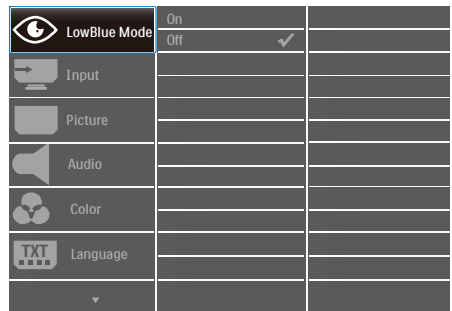 LowBlue Mode
On
Off
Input
Picture
Audio
Color
TXT
Language